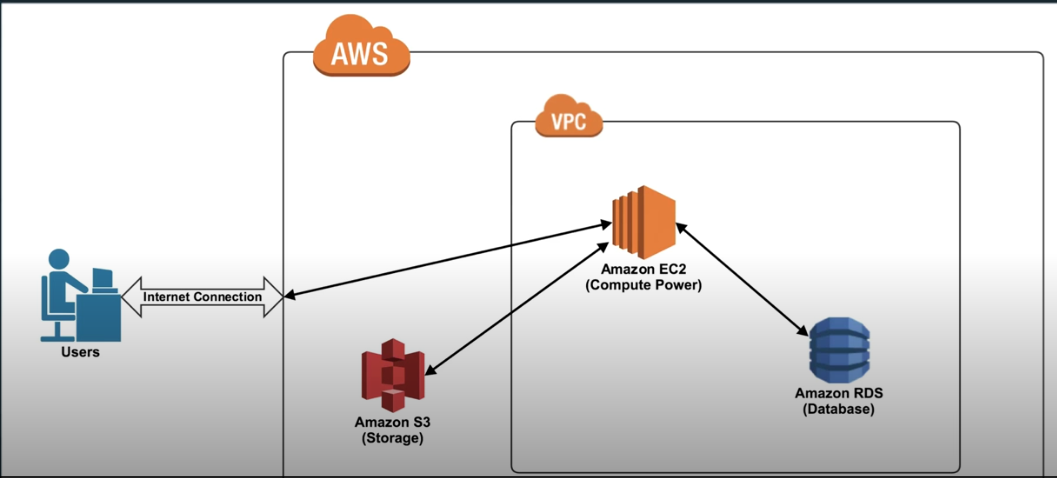 AWS
VPC
Amazon EC2
(Compute Power)
Internet Connection
Users
Amazon RDS
(Database)
Amazon S3
(Storage)